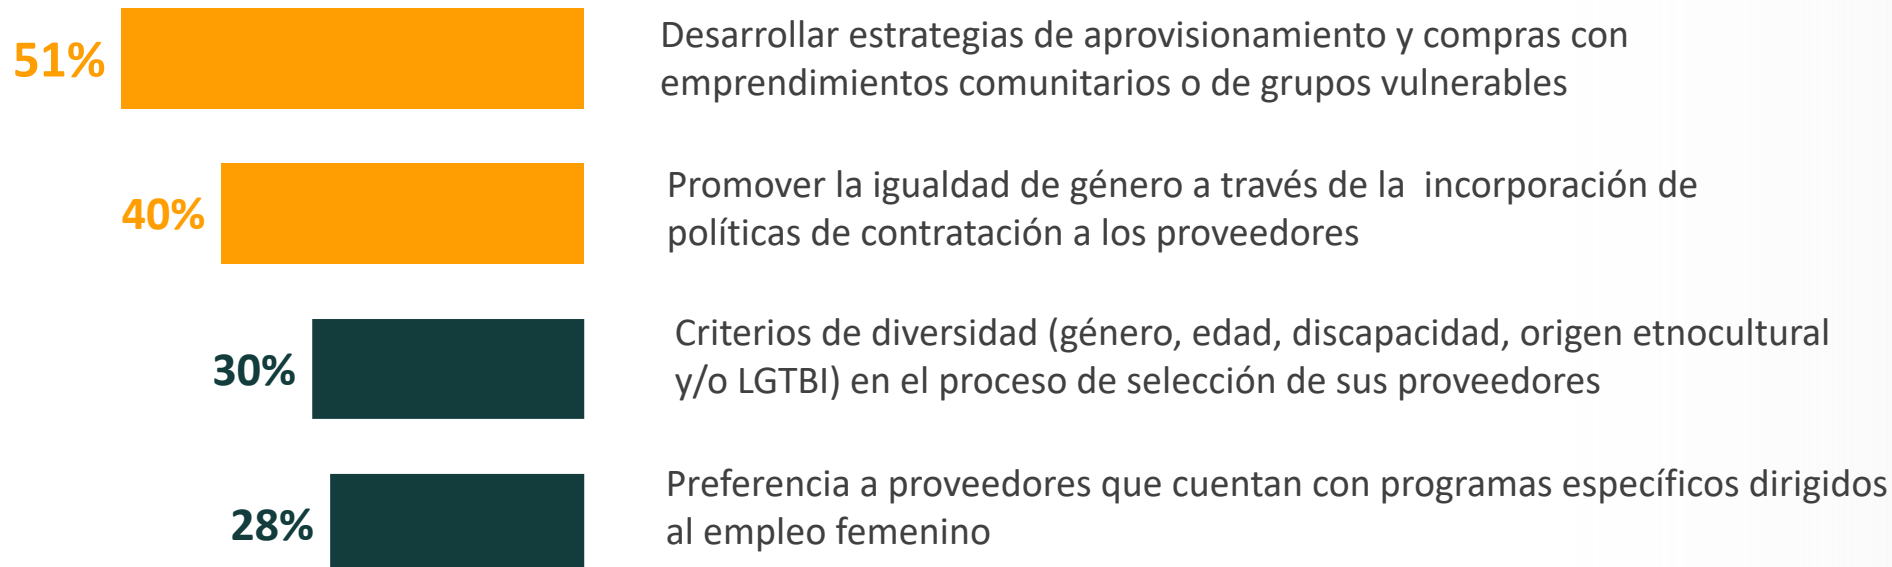 51%
Desarrollar estrategias de aprovisionamiento y compras con
emprendimientos comunitarios o de grupos vulnerables
40%
Promover la igualdad de género a través de la  incorporación de
políticas de contratación a los proveedores
30%
Criterios de diversidad (género, edad, discapacidad, origen etnocultural
y/o LGTBI) en el proceso de selección de sus proveedores
28%
Preferencia a proveedores que cuentan con programas específicos dirigidos
al empleo femenino